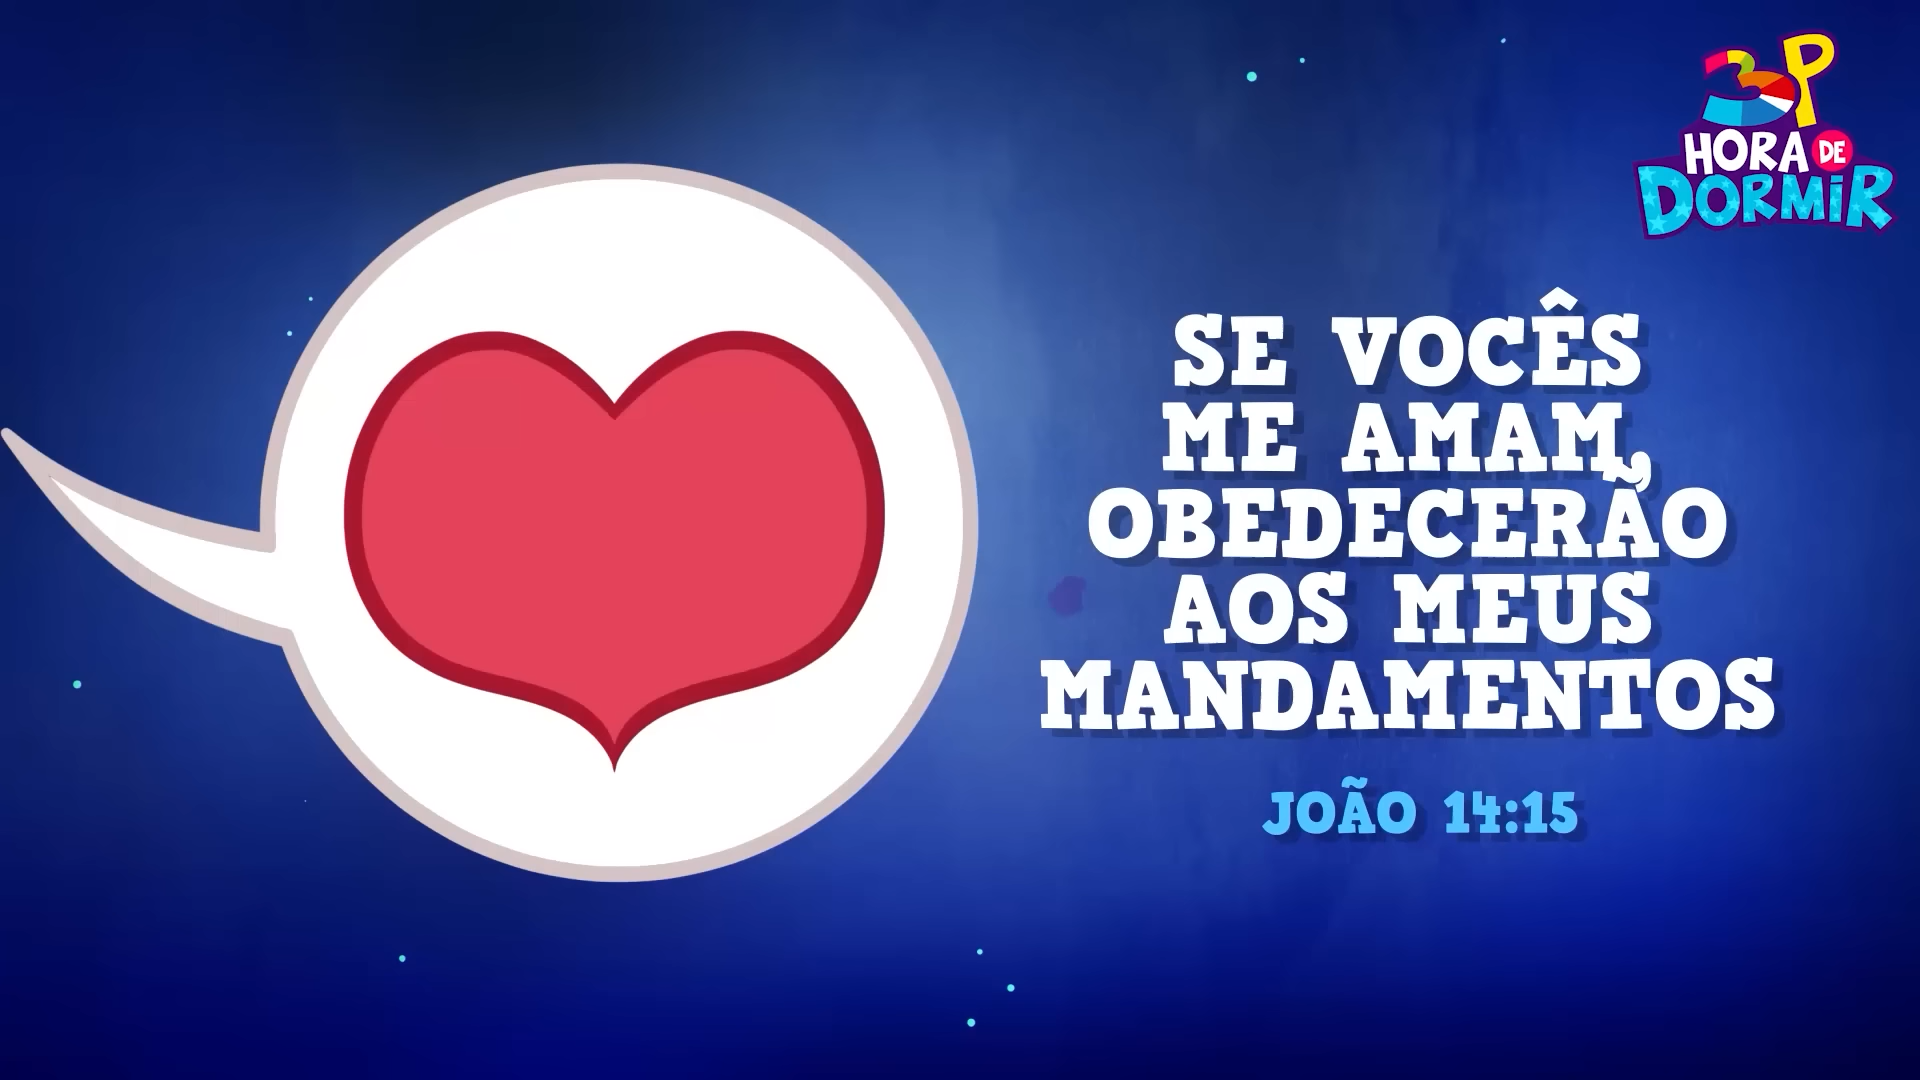 3P
HORA DE
DORMIR
SE VOCÊS
ME AMAM,
OBEDECERÃO
AOS MEUS
MANDAMENTOS
JOÃO 14:15